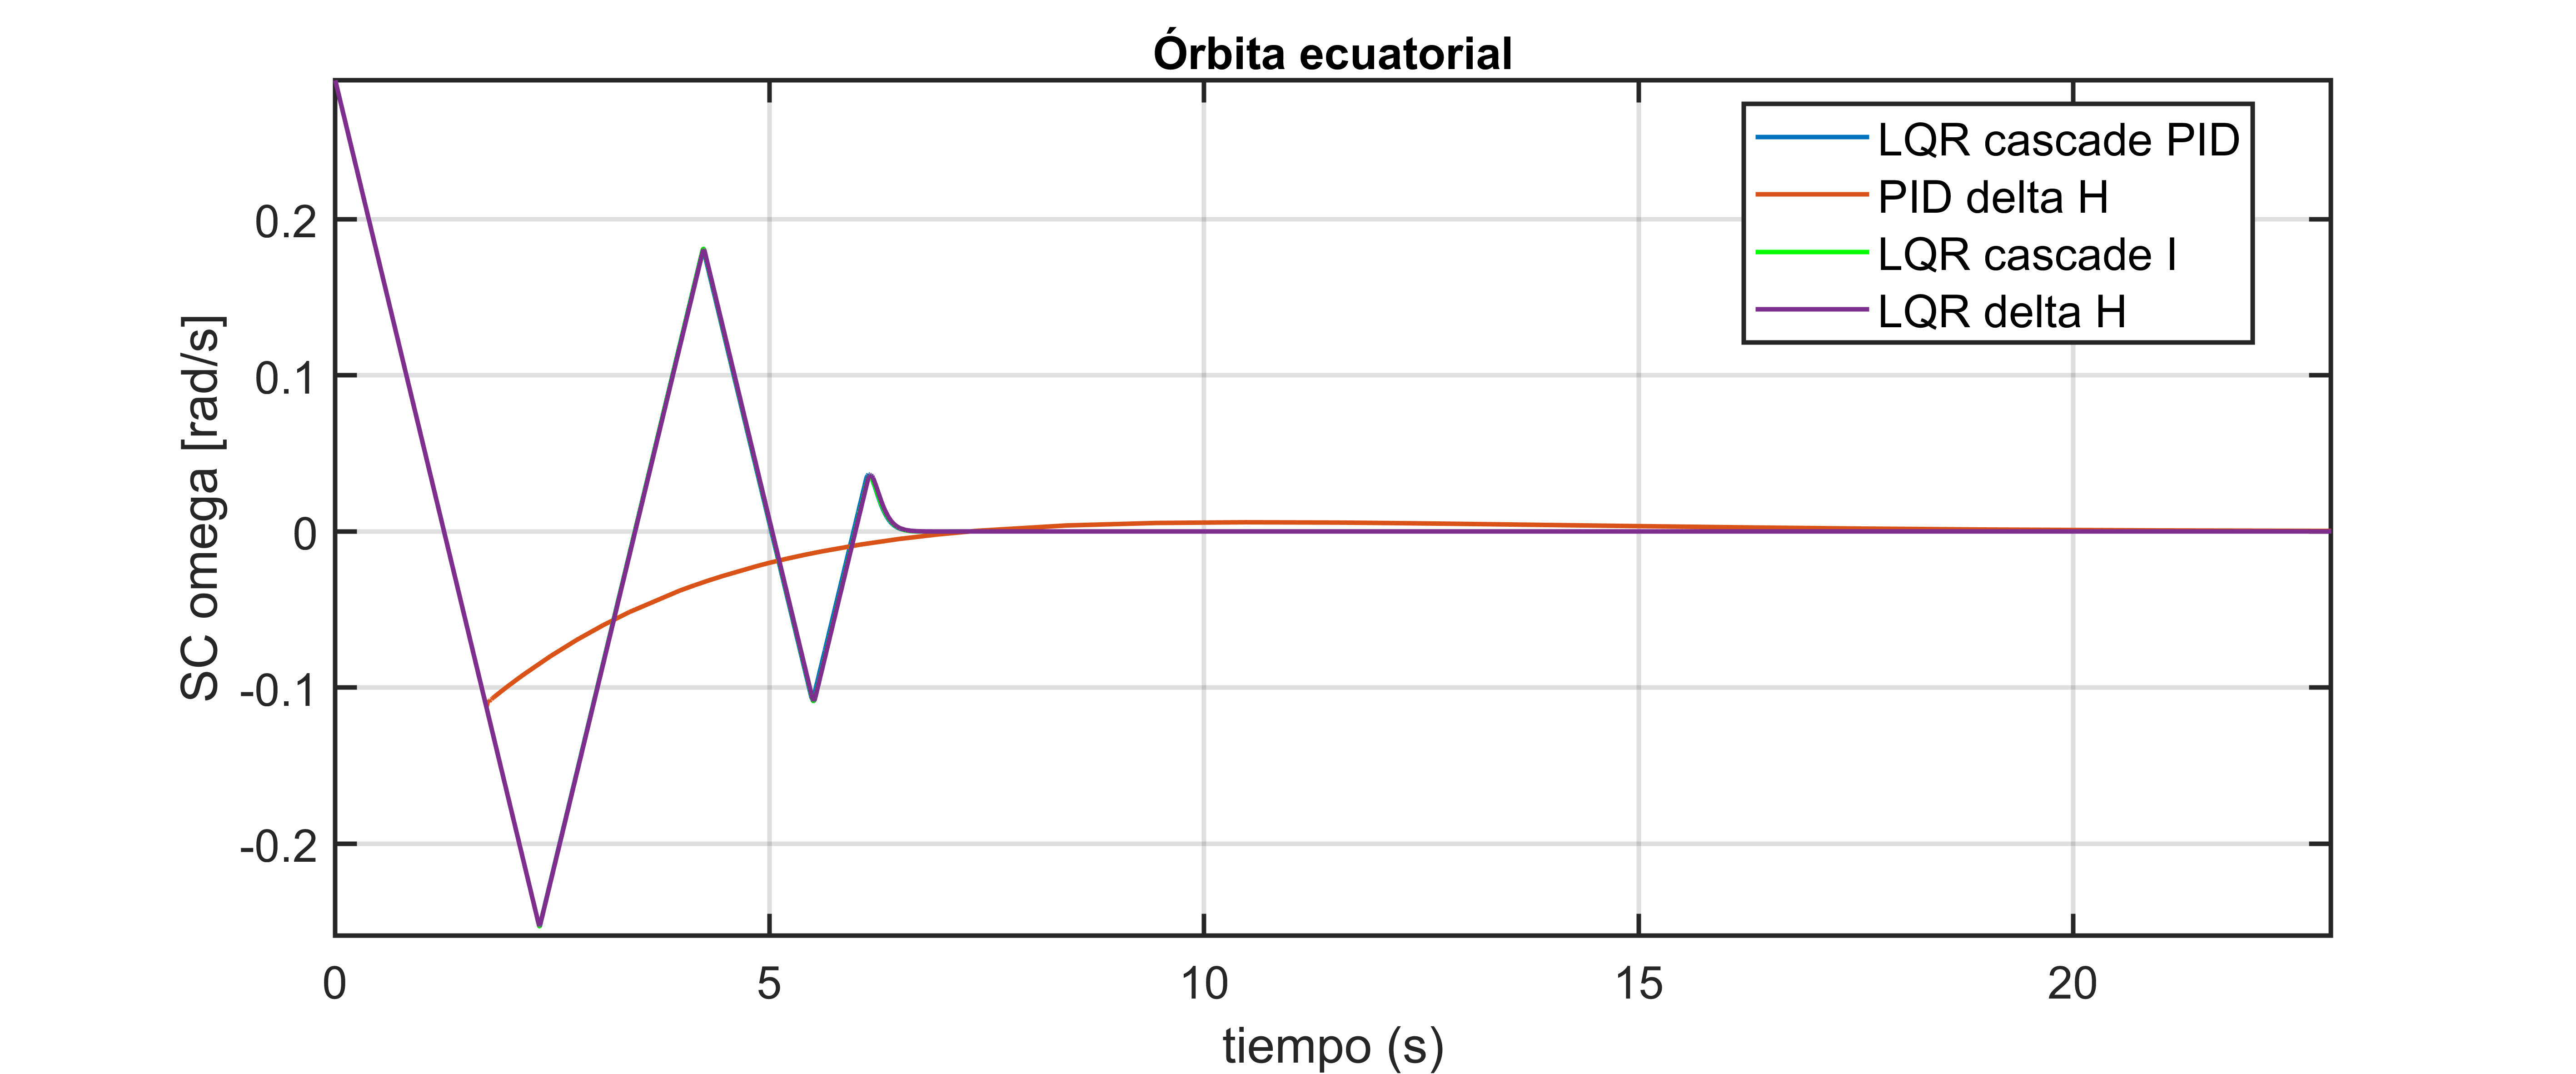 Órbita ecuatorial
LQR cascade PID
PID delta H
LQR cascade I
LQR delta H
SC omega [rad/s]
0.2
0.1
0
-0.1
-0.2
0
5
10
15
20
tiempo (s)